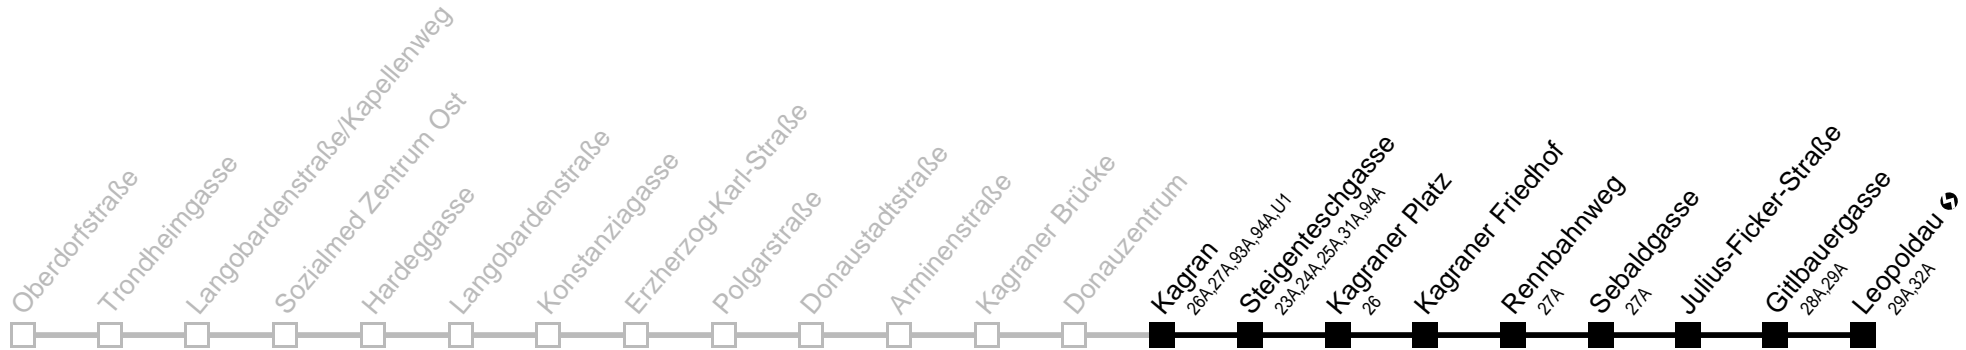 Oberdorfstraße
Trondheimgasse
Langobardenstraße/Kapellenweg
Sozialmed Zentrum Ost
Hardeggasse
Langobardenstraße
Konstanziagasse
Erzherzog-Karl-Straße
Polgarstraße
Donaustadtstraße
Arminenstraße
Kagraner Brücke
Donauzentrum
Kagran
26A,27A,93A,94A,U1
Steigenteschgasse
23A,24A,25A,31A,94A
Kagraner Platz
26
Kagraner Friedhof
Rennbahnweg
27A
Sebaldgasse
27A
Julius-Ficker-Straße
Gitlbauergasse
28A,29A
Leopoldau
29A,32A